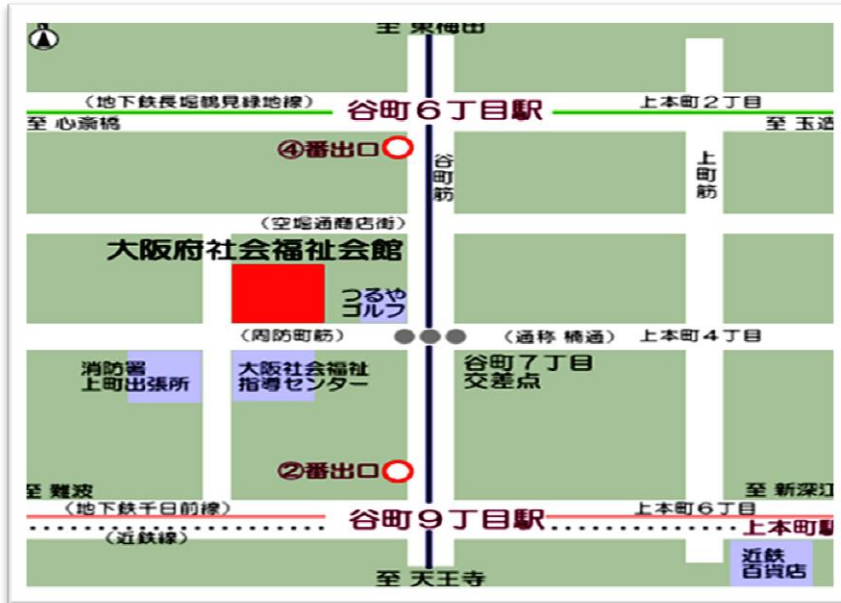 至 東梅田
(地下鉄長堀鶴見緑地線)
谷町6丁目駅
上本町2丁目
至 心斎橋
至 玉造
④番出口
谷町筋
上町筋
(空堀通商店街)
大阪府社会福祉会館
つるや
ゴルフ
(周防町筋)
(通称 楠通)
上本町4丁目
消防署
上町出張所
大阪社会福祉
指導センター
谷町7丁目
交差点
②番出口
至 難波
至 新深江
(地下鉄千日前線)
谷町9丁目駅
上本町6丁目
(近鉄線)
上本町駅
近鉄
百貨店
至 天王寺